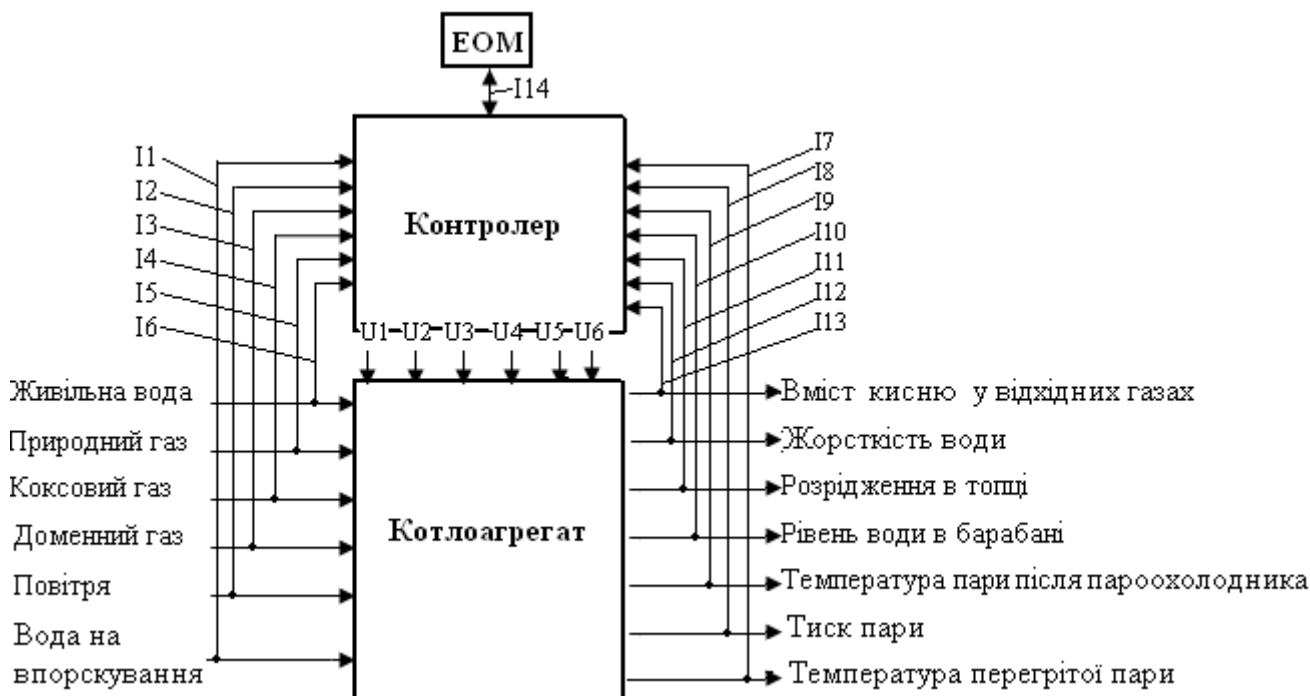 ЕОМ
I14
I1
I2
I3
I4
I5
I6
Контролер
I7
I8
I9
I10
I11
I12
I13
U1 U2 U3 U4 U5 U6
Живільна вода
Природний газ
Коксовий газ
Доменний газ
Повітря
Вода на
впорскування
Котлоагрегат
Вміст кисню у відхідних газах
Жорсткість води
Розрідження в топці
Рівень води в барабані
Температура пари після пароохолодника
Тиск пари
Температура перегрітої пари